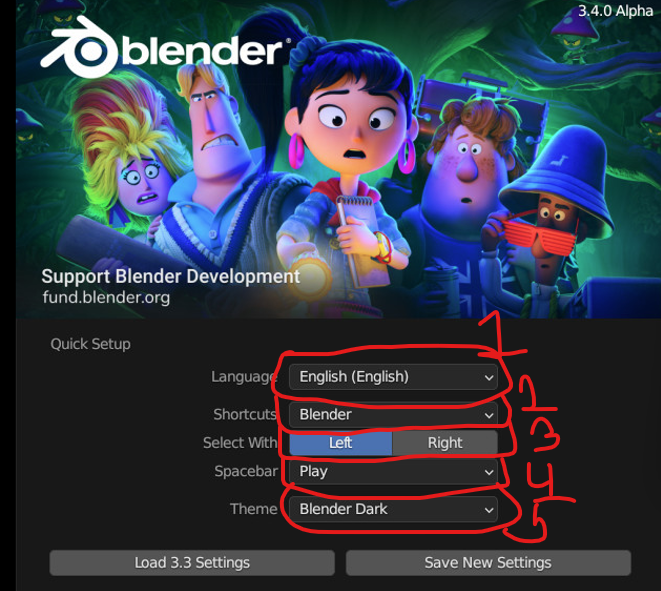 3.4.0 Alpha
blender®
Support Blender Development
fund.blender.org
Quick Setup
1
Language English (English)
2
Shortcuts Blender
3
Select With Left Right
4
Spacebar Play
5
Theme Blender Dark
Load 3.3 Settings Save New Settings